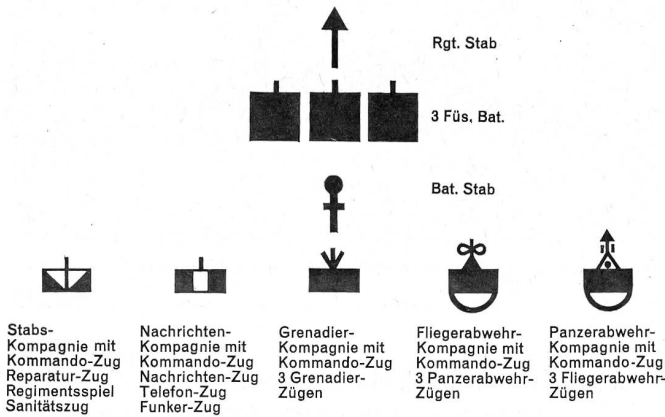 Rgt. Stab
3 Füs. Bat.
Bat. Stab
Stabs-
Kompagnie mit
Kommando-Zug
Reparatur-Zug
Regimentsspiel
Sanitätszug
Nachrichten-
Kompagnie mit
Kommando-Zug
Nachrichten-Zug
Telefon-Zug
Funker-Zug
Grenadier-
Kompagnie mit
Kommando-Zug
3 Grenadier-
Zügen
Fliegerabwehr-
Kompagnie mit
Kommando-Zug
3 Panzerabwehr-
Zügen
Panzerabwehr-
Kompagnie mit
Kommando-Zug
3 Fliegerabwehr-
Zügen